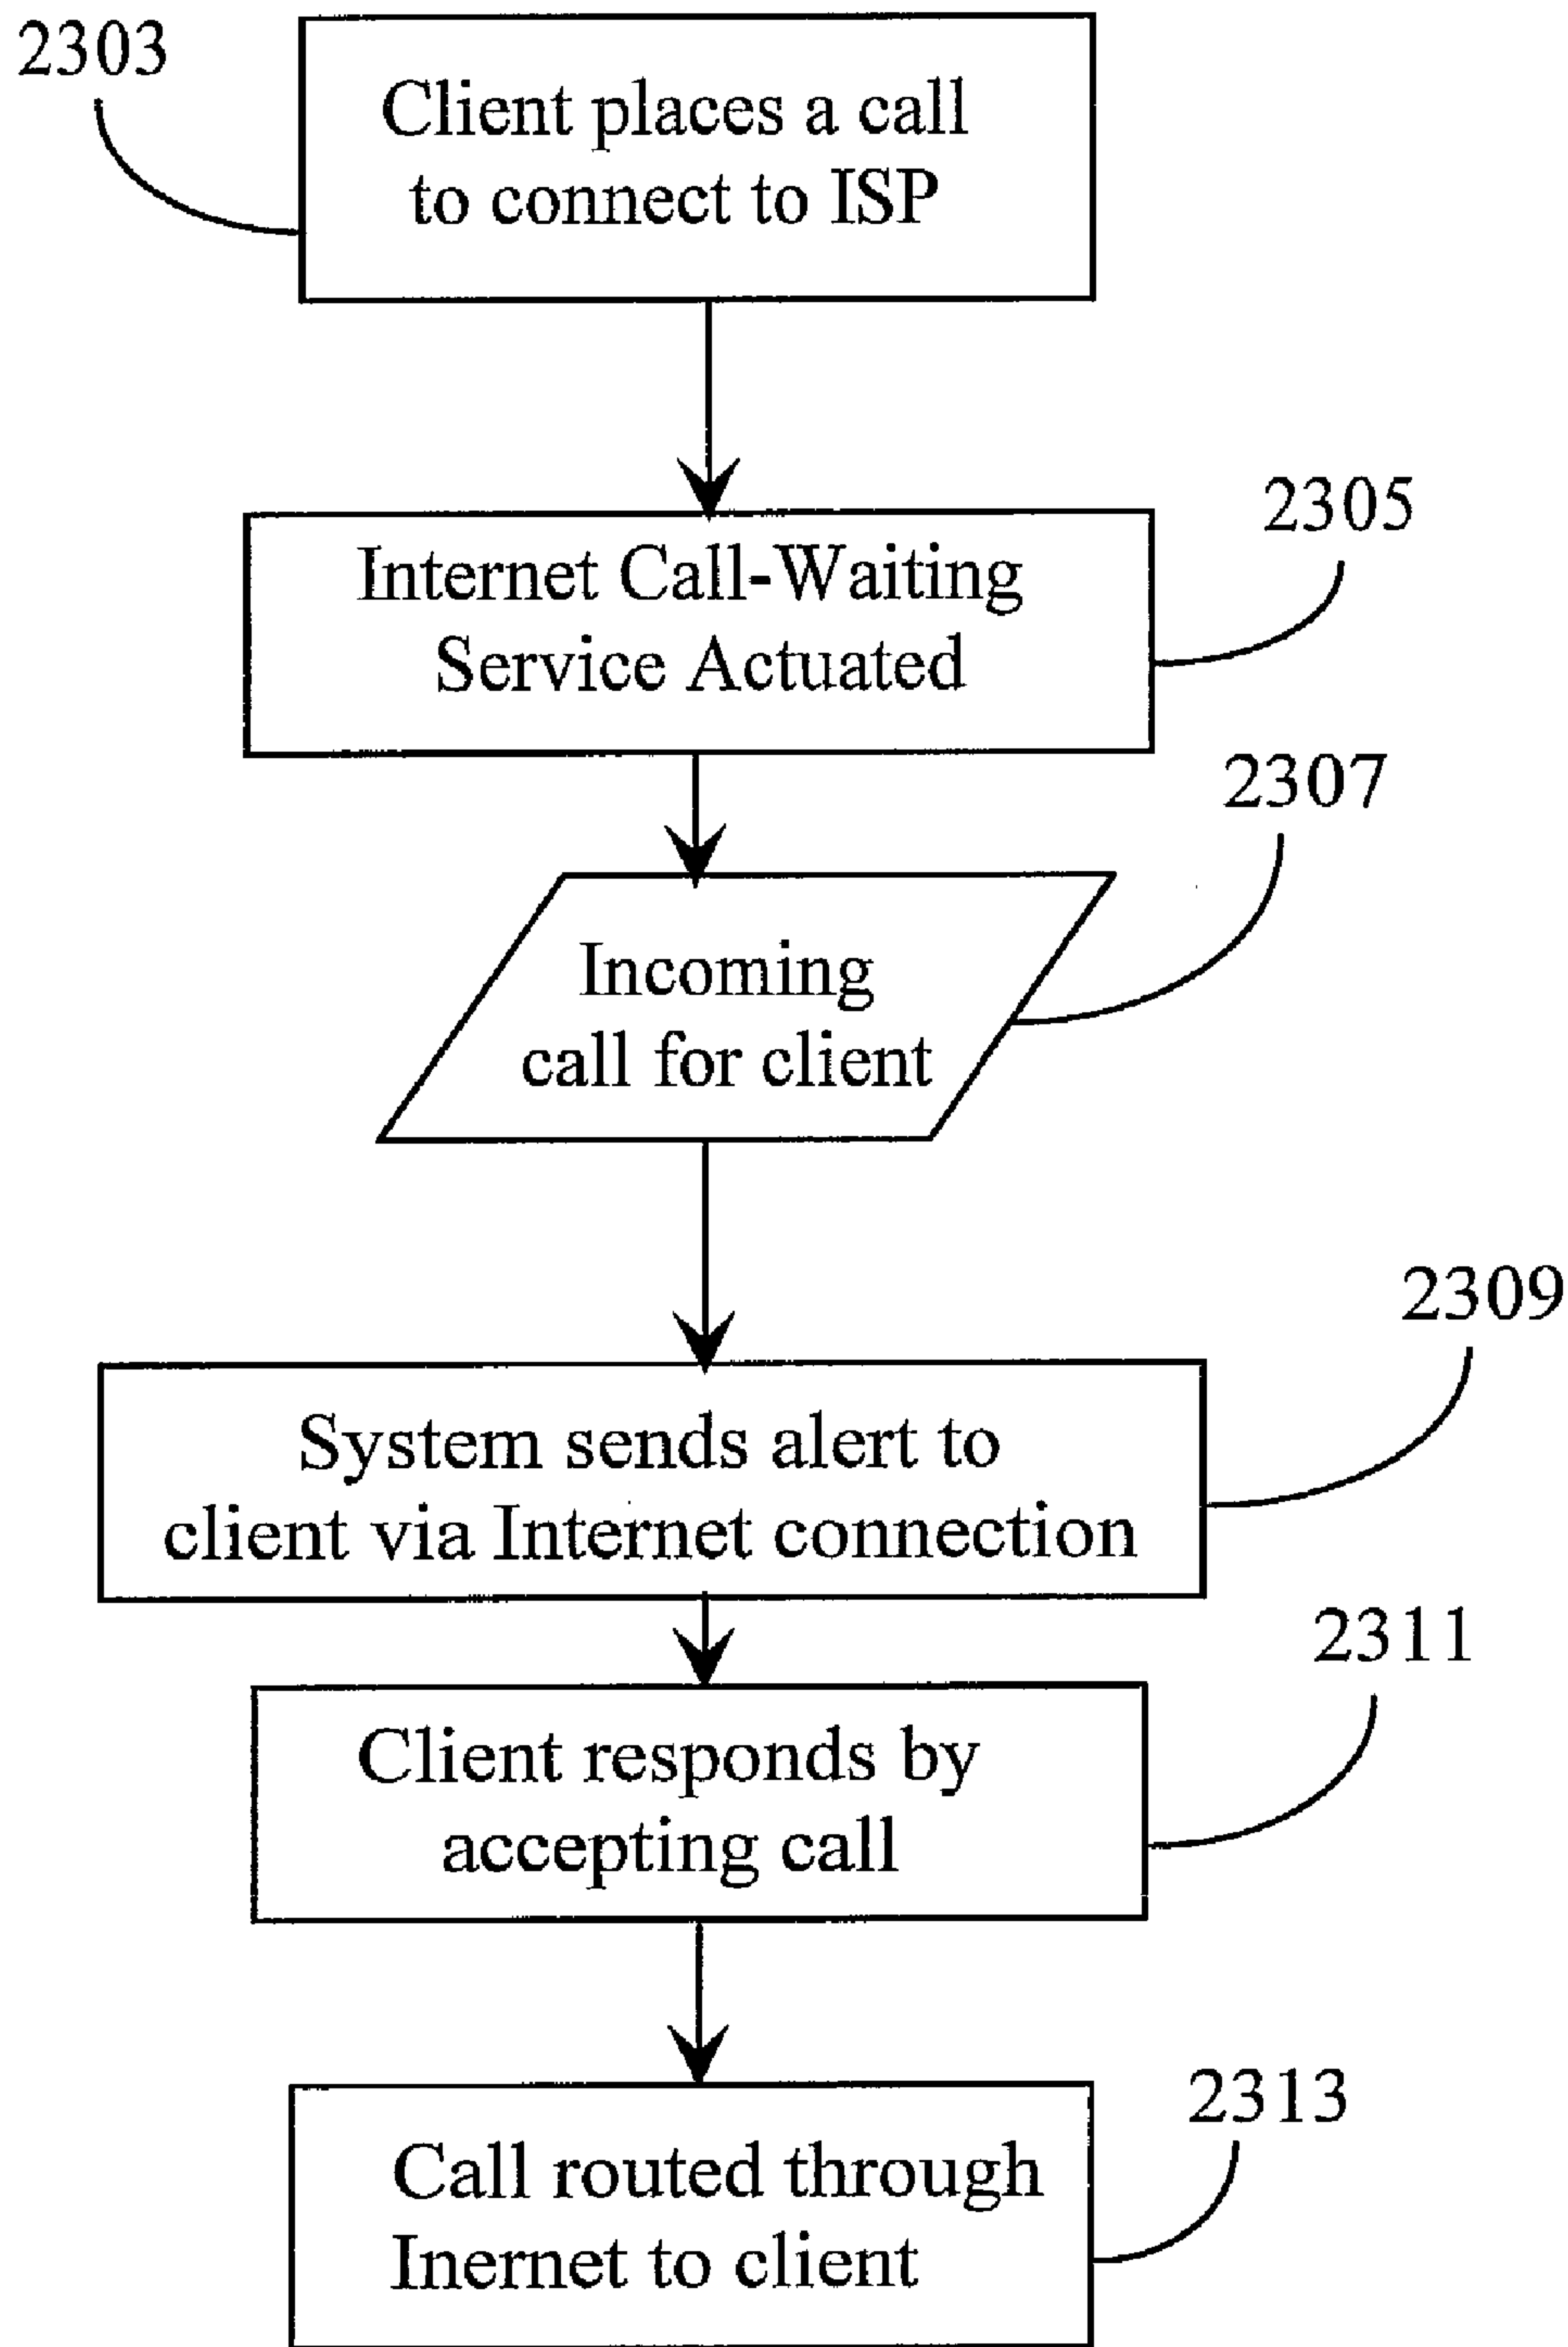 2303
Client places a call
to connect to ISP
2305
Internet Call-Waiting
Service Actuated
2307
Incoming
call for client
2309
System sends alert to
client via Internet connection
2311
Client responds by
accepting call
2313
Call routed through
Inernet to client